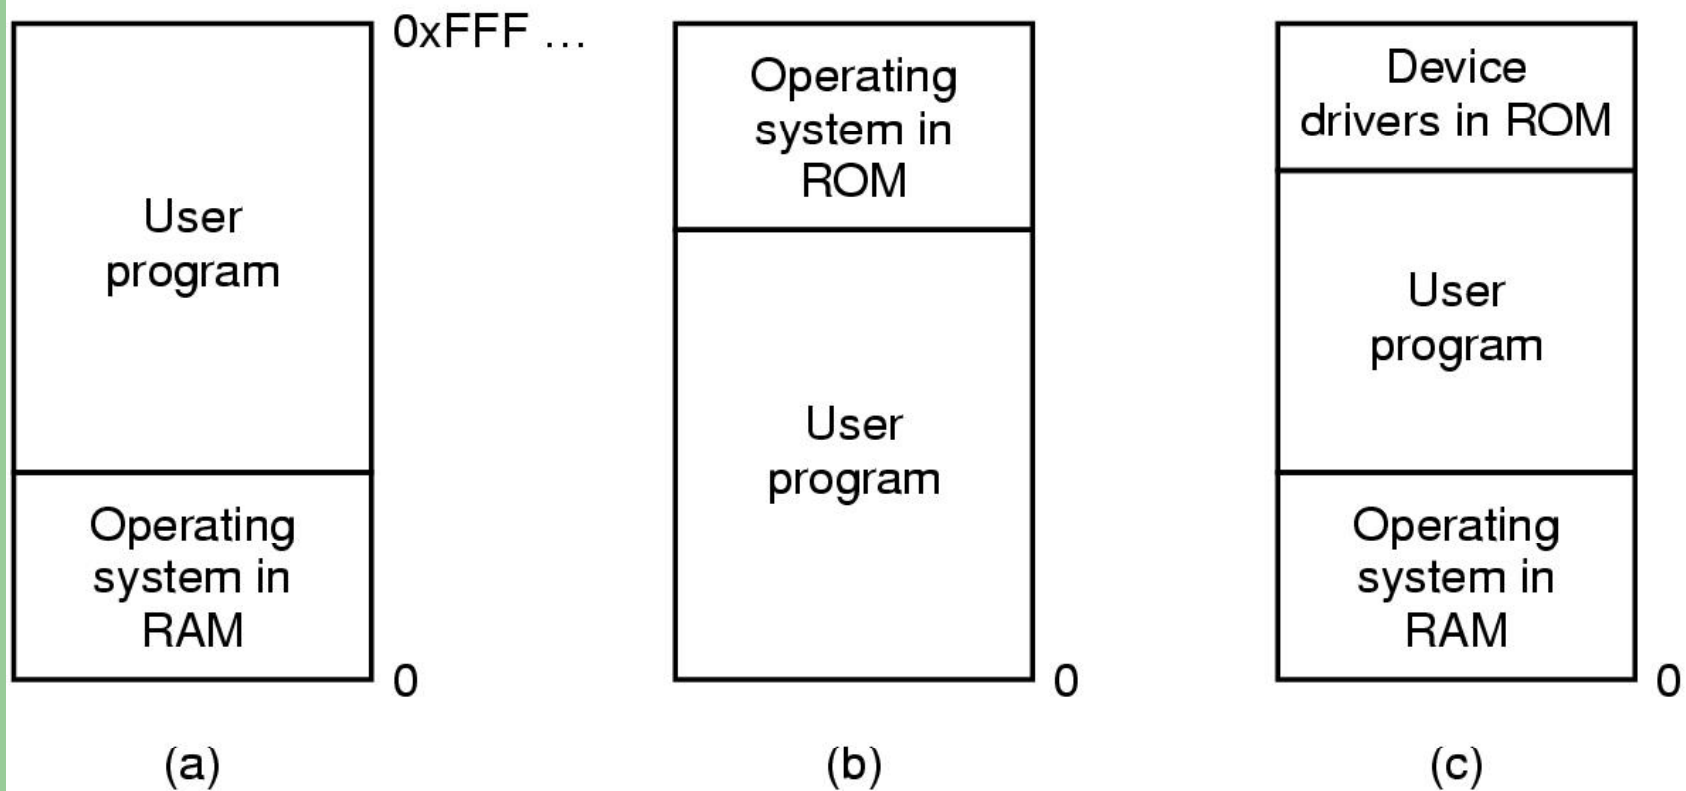 User
program
Operating
system in
RAM
0xFFF ...
0
(a)
Operating
system in
ROM
User
program
0
(b)
Device
drivers in ROM
User
program
Operating
system in
RAM
0
(c)